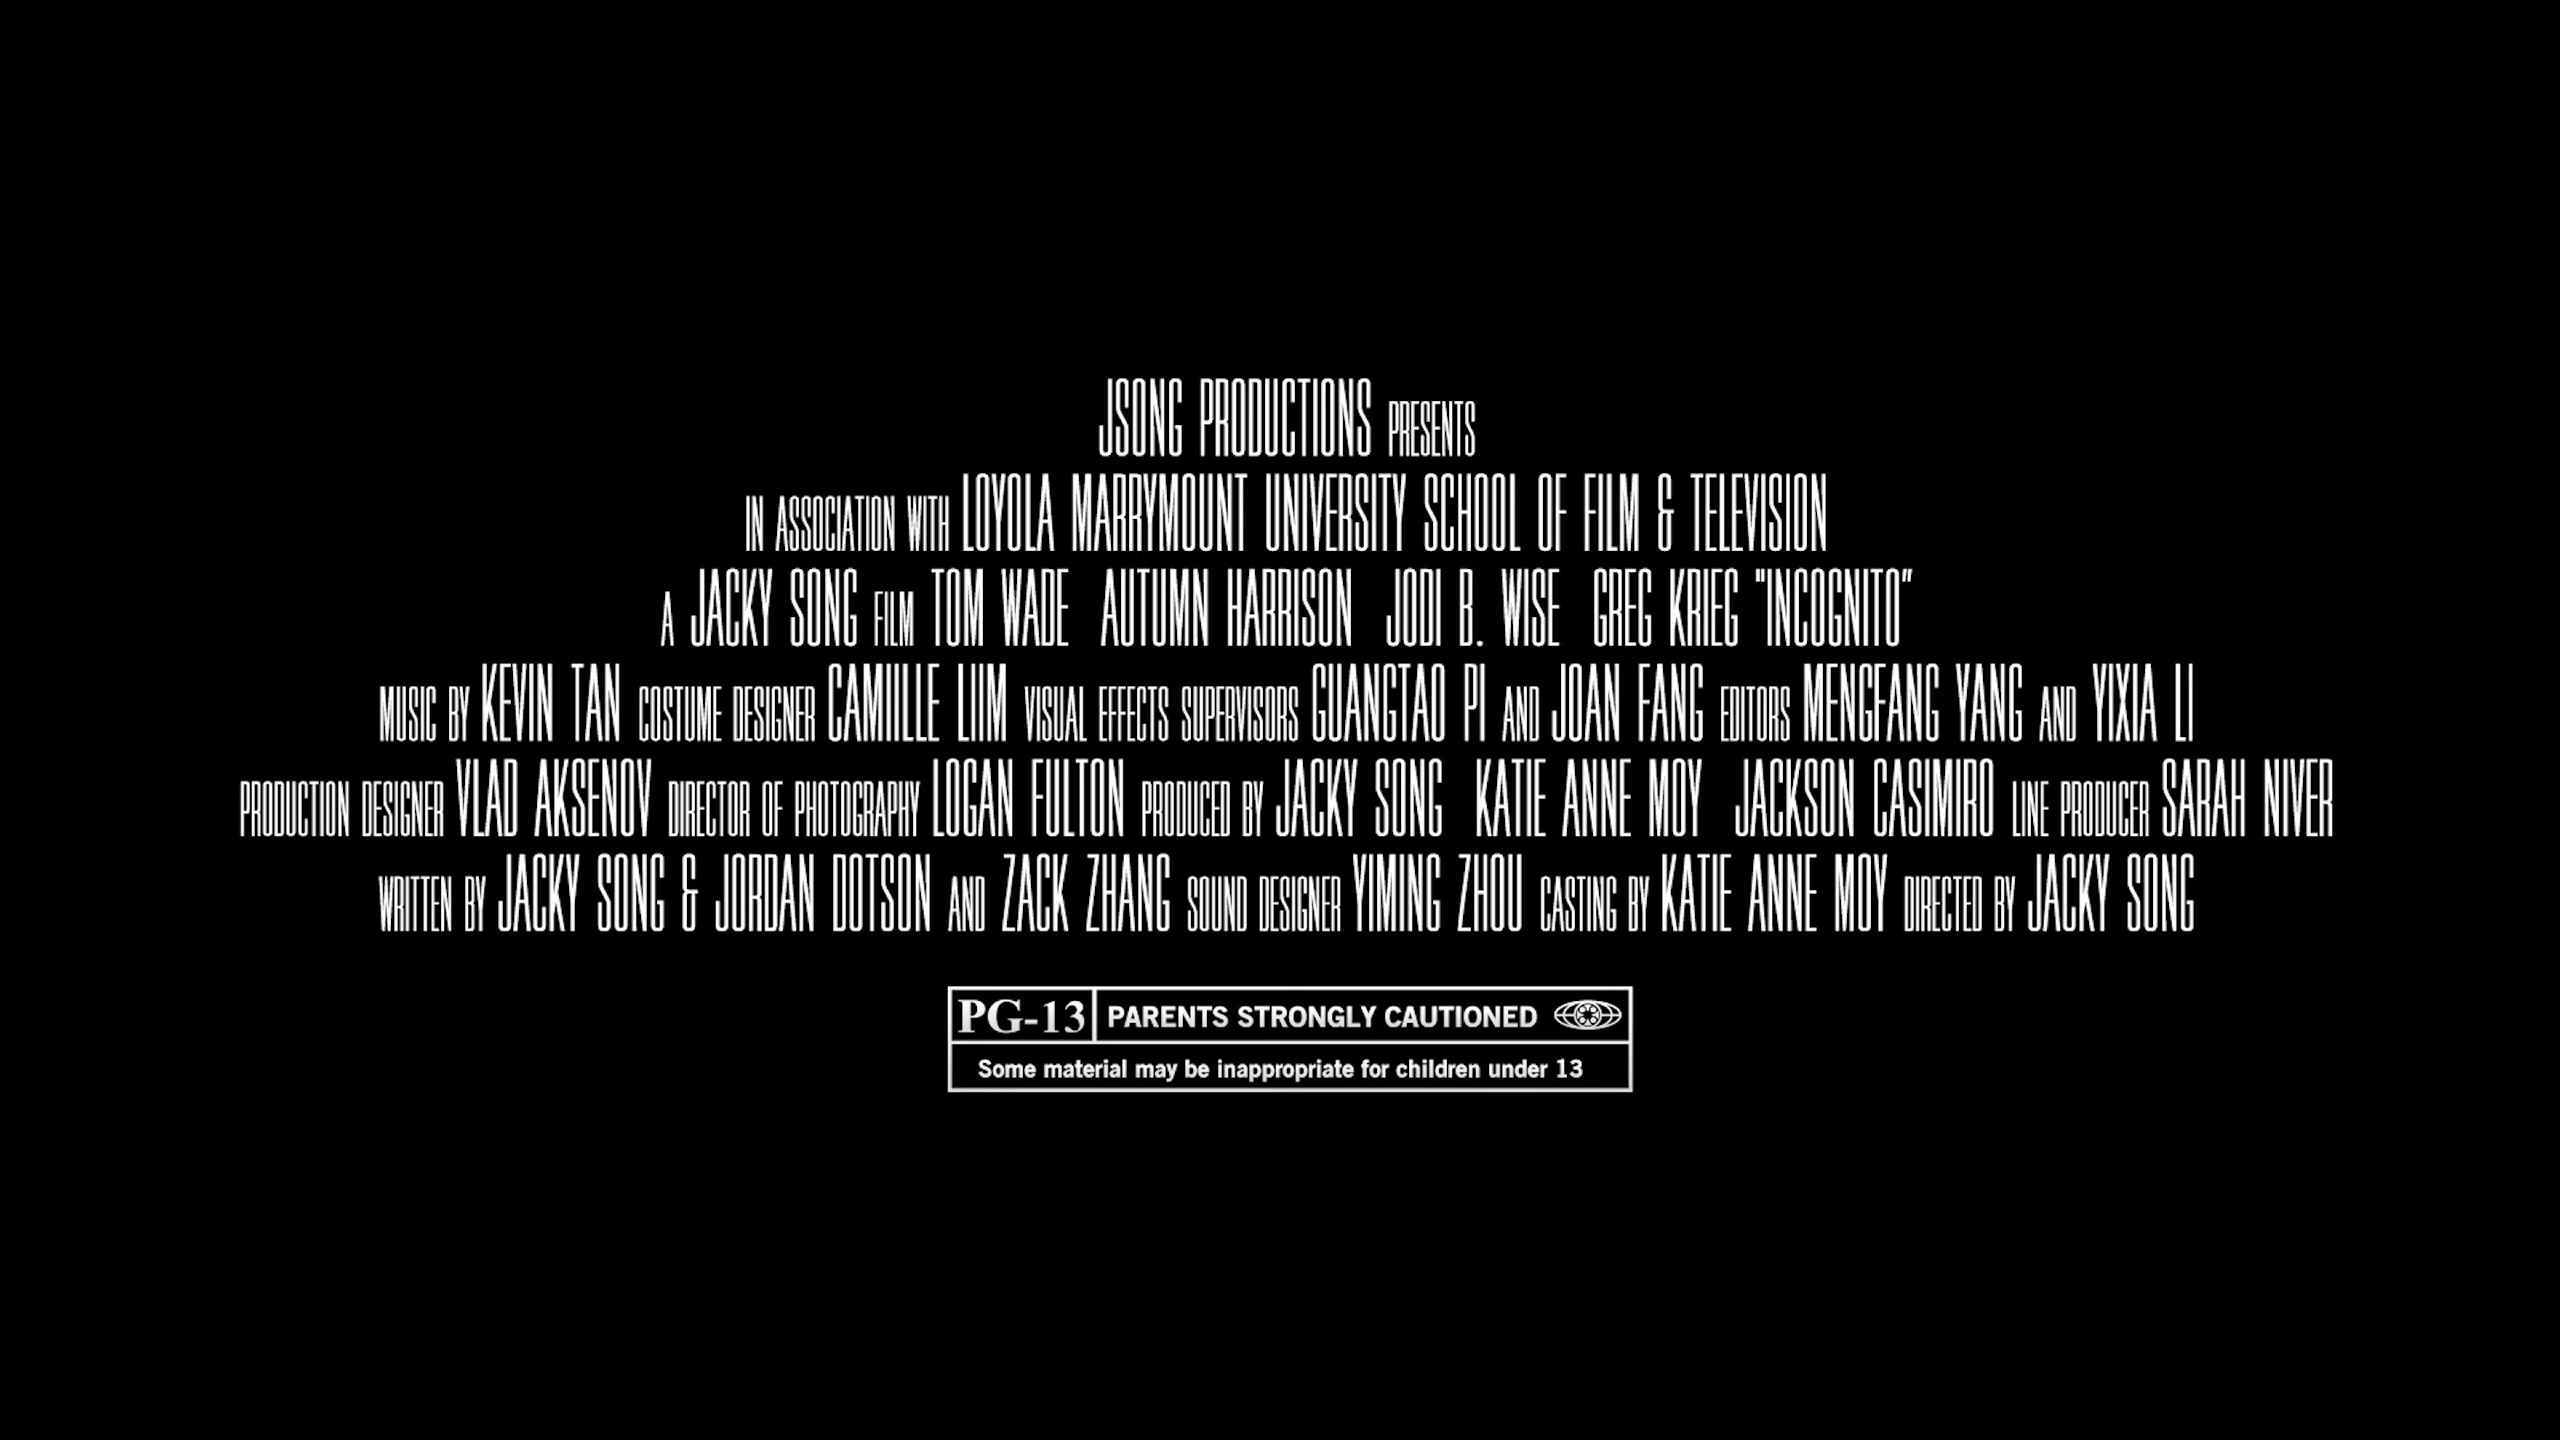 JSONG PRODUCTIONS PRESENTS
IN ASSOCIATION WITH LOYOLA MARRYMOUNT UNIVERSITY SCHOOL OF FILM & TELEVISION
A JACKY SONG FILM TOM WADE AUTUMN HARRISON JODI B. WISE GREG KRIEG "INCOGNITO"
MUSIC BY KEVIN TAN COSTUME DESIGNER CAMIILLE LIIM VISUAL EFFECTS SUPERVISORS GUANGTAO PI AND JOAN FANG EDITORS MENGFANG YANG AND YIXIA LI
PRODUCTION DESIGNER VLAD AKSENOV DIRECTOR OF PHOTOGRAPHY LOGAN FULTON PRODUCED BY JACKY SONG KATIE ANNE MOY JACKSON CASIMIRO LINE PRODUCER SARAH NIVER
WRITTEN BY JACKY SONG & JORDAN DOTSON AND ZACK ZHANG SOUND DESIGNER YIMING ZHOU CASTING BY KATIE ANNE MOY DIRECTED BY JACKY SONG
PG-13 PARENTS STRONGLY CAUTIONED
Some material may be inappropriate for children under 13